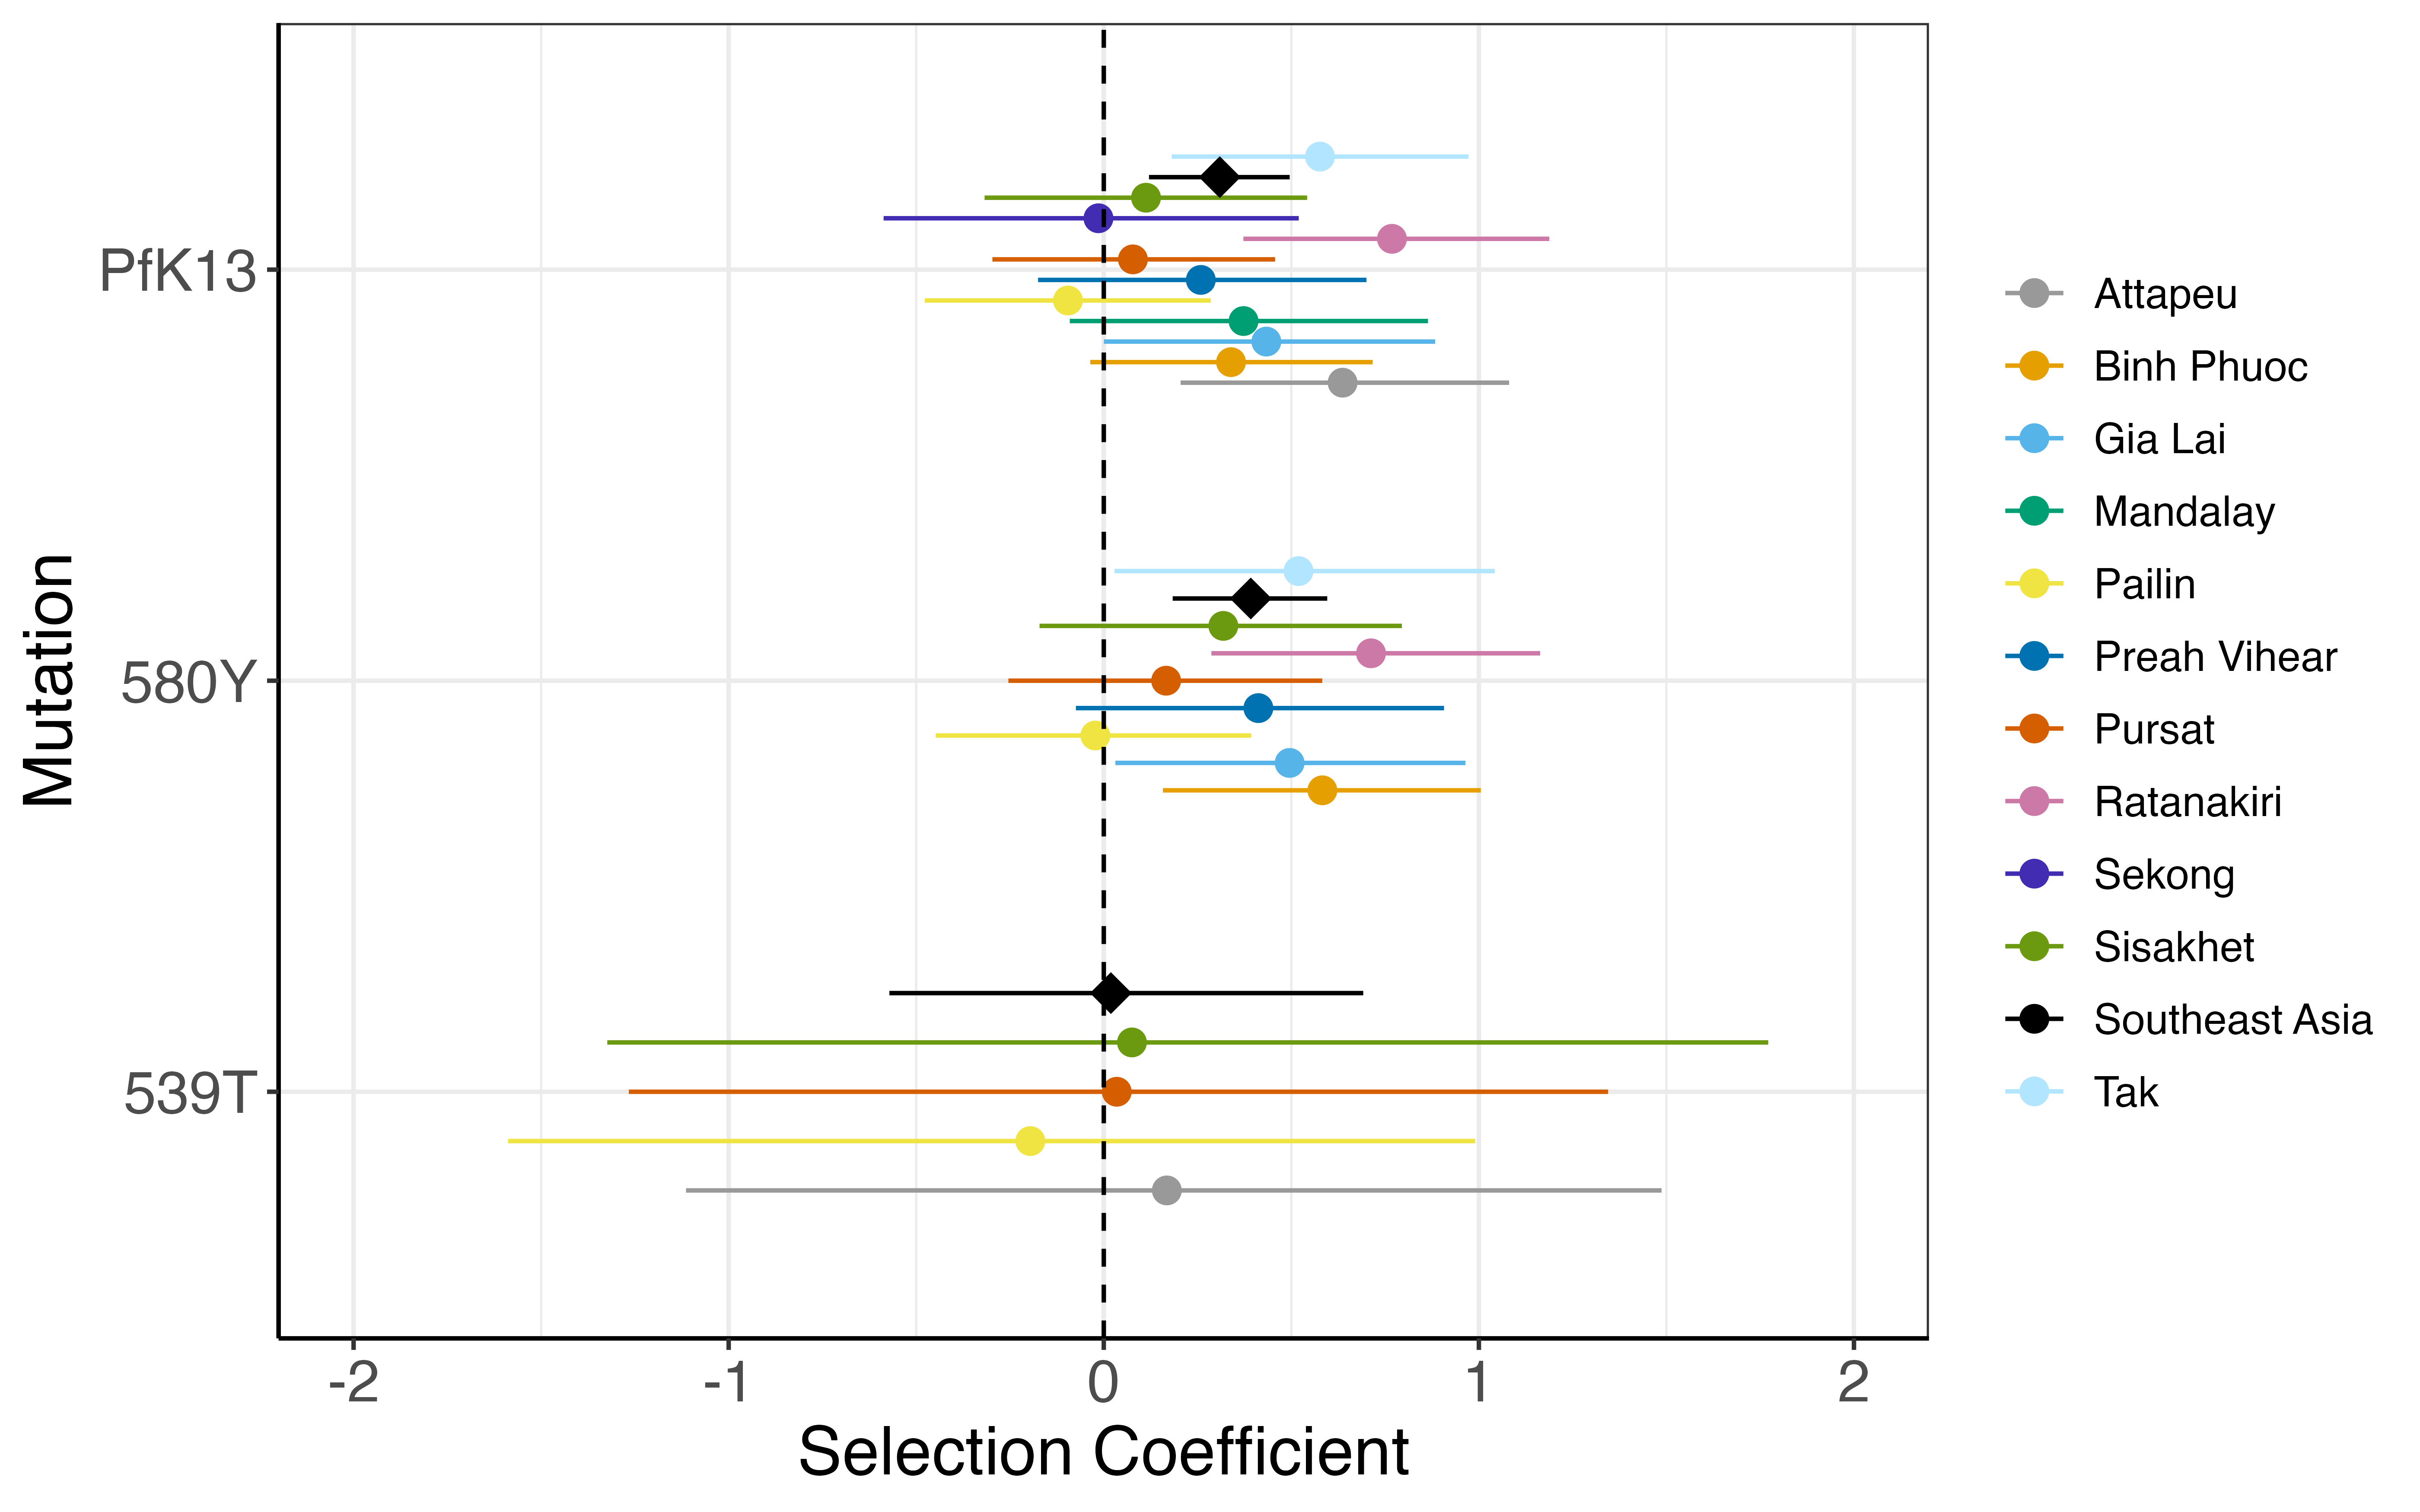 Mutation
PfK13
580Y
539T
-2
-1
0
1
2
Selection Coefficient
Attapeu
Binh Phuoc
Gia Lai
Mandalay
Pailin
Preah Vihear
Pursat
Ratanakiri
Sekong
Sisakhet
Southeast Asia
Tak